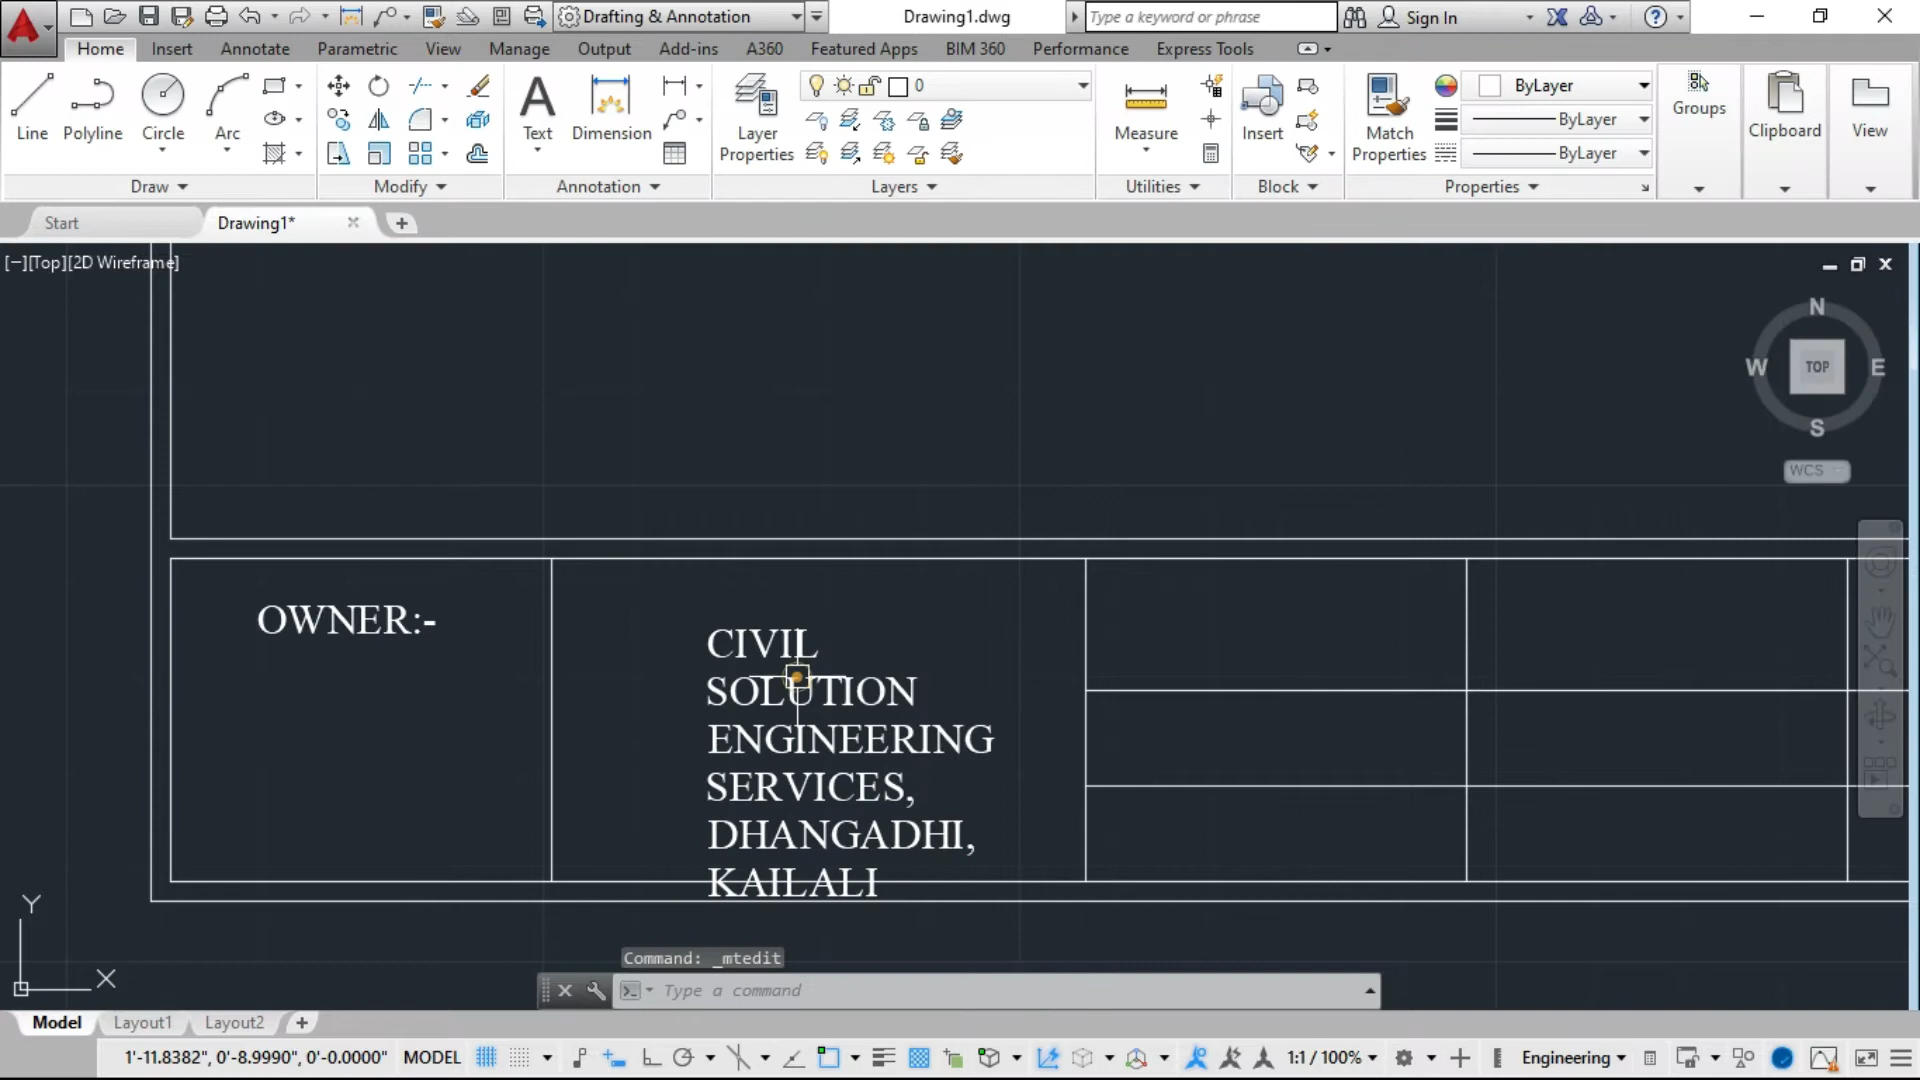 Drafting & Annotation
Drawing1.dwg
Type a keyword or phrase
Sign In
Home Insert Annotate Parametric View Manage Output Add-ins A360 Featured Apps BIM 360 Performance Express Tools
0
ByLayer
ByLayer
ByLayer
Line Polyline Circle Arc
Text Dimension
Layer Properties
Measure
Insert
Match Properties
Groups
Clipboard
View
Draw Modify Annotation Layers Utilities Block Properties
Start Drawing1*
[−][Top][2D Wireframe]
N
W TOP E
S
WCS
OWNER:-
CIVIL
SOLUTION
ENGINEERING
SERVICES,
DHANGADHI,
KAILALI
Y
X
Command: _mtedit
Type a command
Model Layout1 Layout2
1'-11.8382", 0'-8.9990", 0'-0.0000" MODEL 1:1 / 100% Engineering